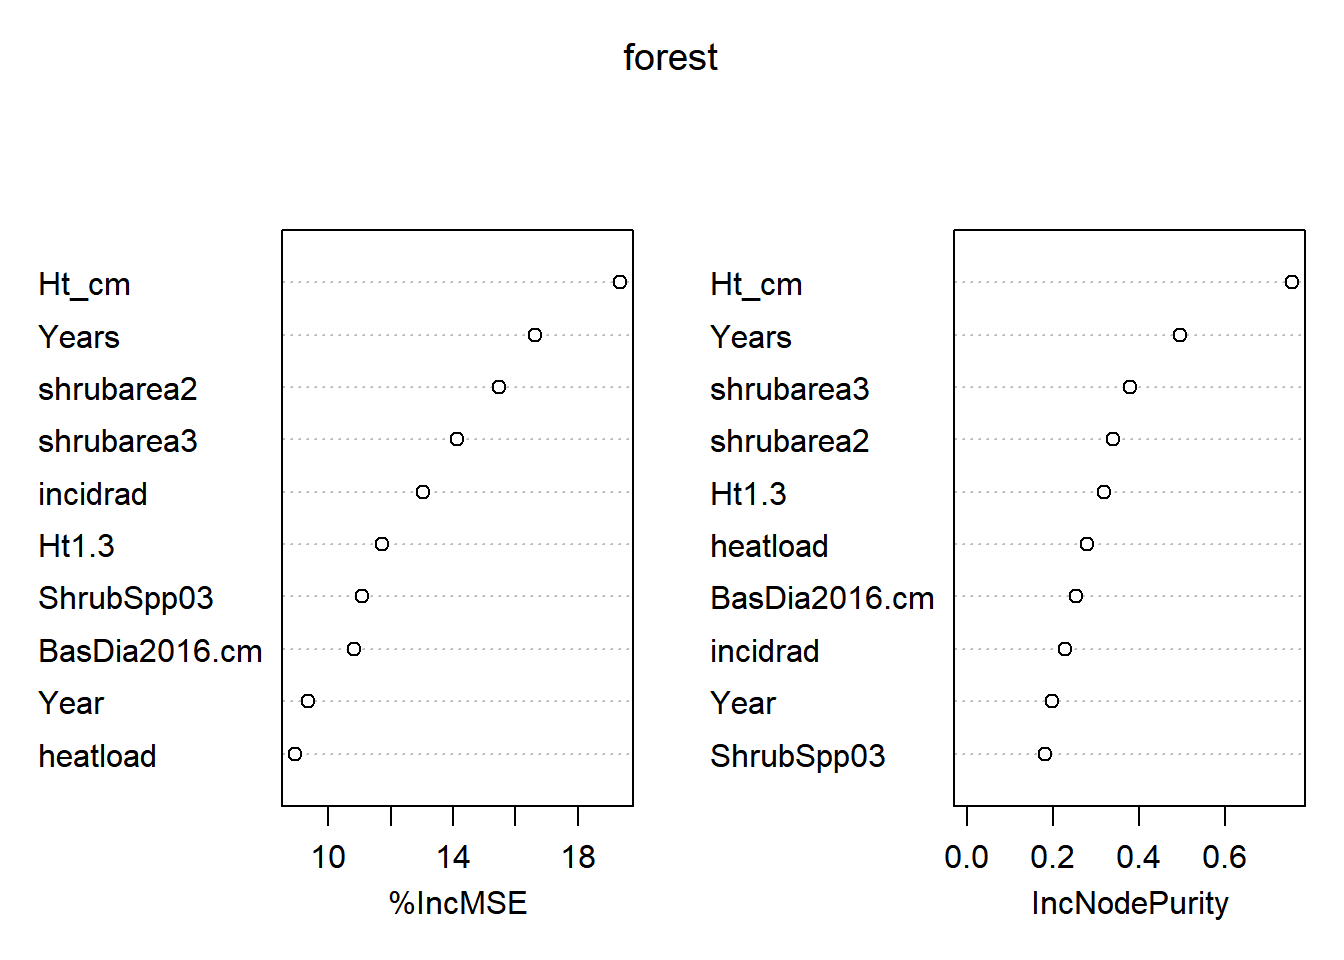 forest
Ht_cm
Years
shrubarea2
shrubarea3
incidrad
Ht1.3
ShrubSpp03
BasDia2016.cm
Year
heatload
10 14 18
%IncMSE
Ht_cm
Years
shrubarea3
shrubarea2
Ht1.3
heatload
BasDia2016.cm
incidrad
Year
ShrubSpp03
0.0 0.2 0.4 0.6
IncNodePurity